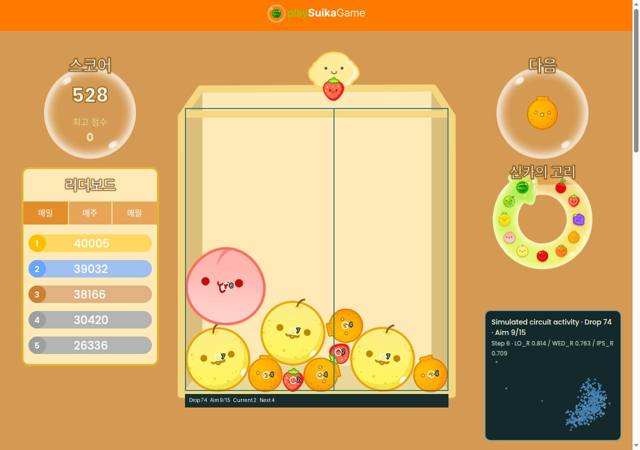 playSuikaGame
스코어
528
최고 점수
0
리더보드
매일 매주 매월
1 40005
2 39032
3 38166
4 30420
5 26336
다음
신카의 고리
Simulated circuit activity · Drop 74
· Aim 9/15
Step 6 · LO_R 0.814 / WED_R 0.763 / IPS_R
0.709
Drop 74 Aim 9/15 Current 2 Next 4